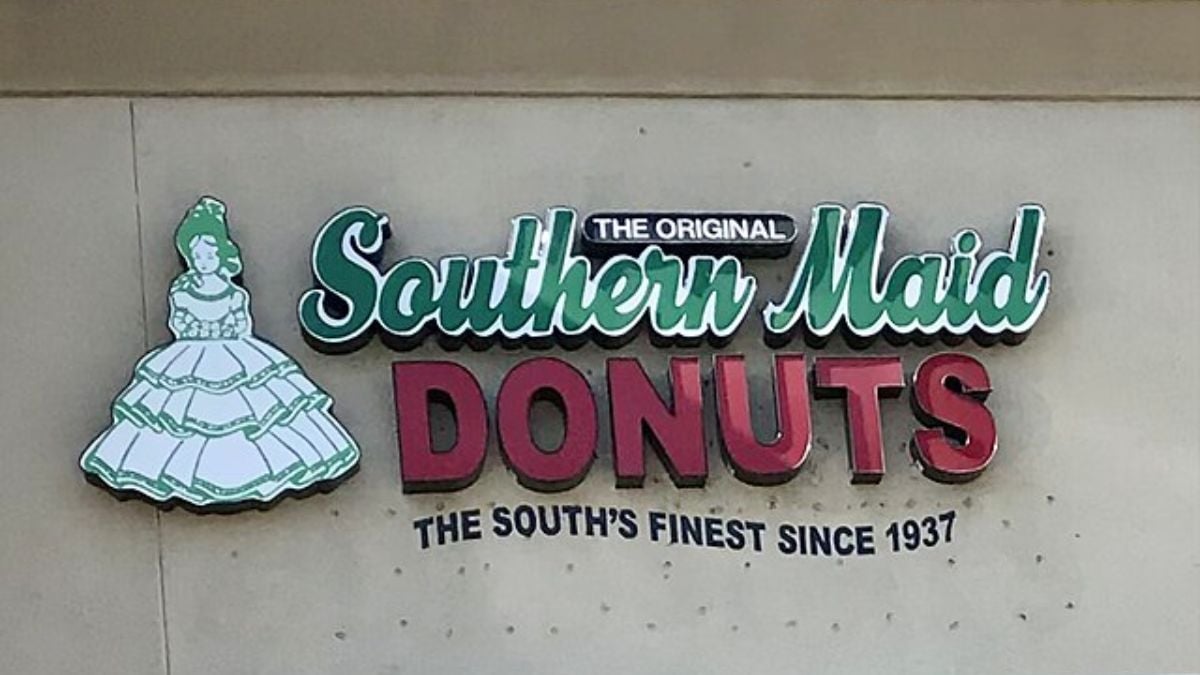 THE ORIGINAL
Southern Maid
DONUTS
THE SOUTH'S FINEST SINCE 1937